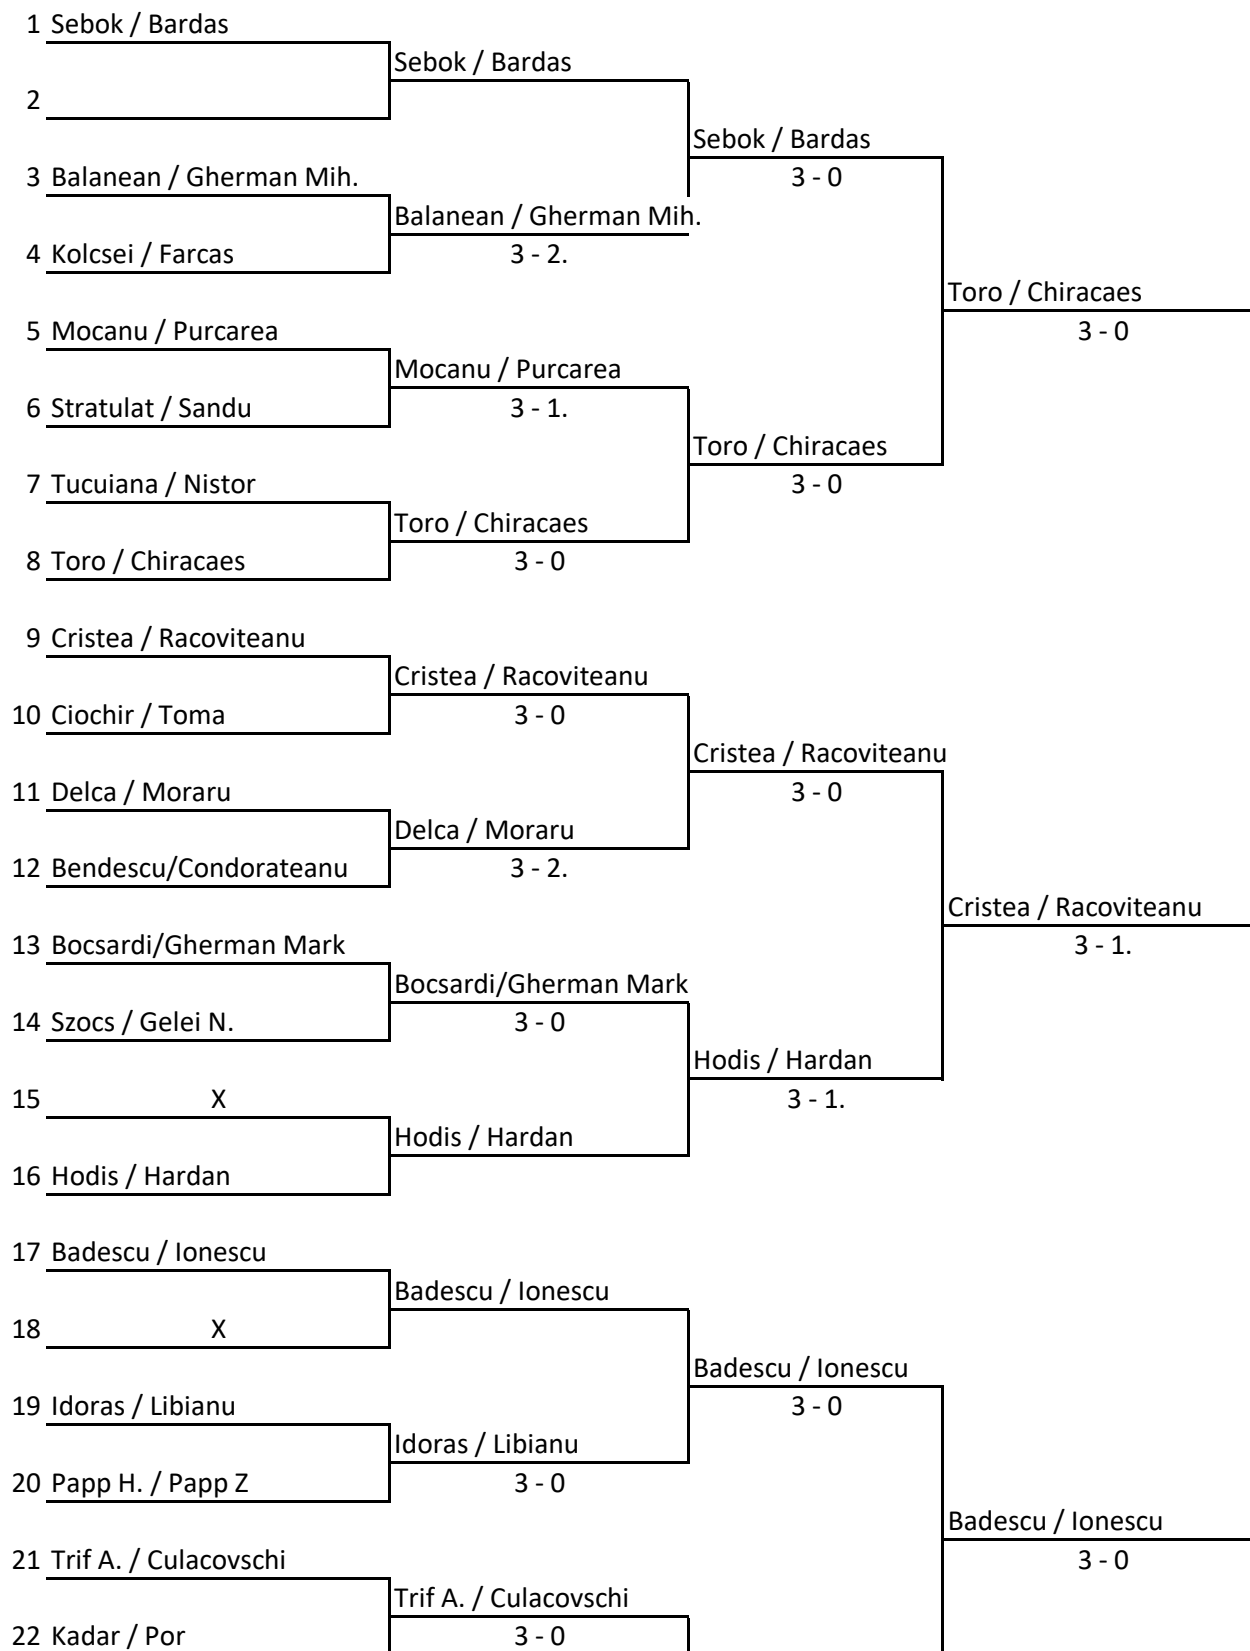 1 Sebok / Bardas
Sebok / Bardas
2
Sebok / Bardas
3 Balanean / Gherman Mih.
3 - 0
Balanean / Gherman Mih.
4 Kolcsei / Farcas
3 - 2.
Toro / Chiracaes
5 Mocanu / Purcarea
3 - 0
Mocanu / Purcarea
6 Stratulat / Sandu
3 - 1.
Toro / Chiracaes
7 Tucuiana / Nistor
3 - 0
Toro / Chiracaes
8 Toro / Chiracaes
3 - 0
9 Cristea / Racoviteanu
Cristea / Racoviteanu
10 Ciochir / Toma
3 - 0
Cristea / Racoviteanu
11 Delca / Moraru
3 - 0
Delca / Moraru
12 Bendescu/Condorateanu
3 - 2.
Cristea / Racoviteanu
13 Bocsardi/Gherman Mark
3 - 1.
Bocsardi/Gherman Mark
14 Szocs / Gelei N.
3 - 0
Hodis / Hardan
15 X
3 - 1.
Hodis / Hardan
16 Hodis / Hardan
17 Badescu / Ionescu
Badescu / Ionescu
18 X
Badescu / Ionescu
19 Idoras / Libianu
3 - 0
Idoras / Libianu
20 Papp H. / Papp Z
3 - 0
Badescu / Ionescu
21 Trif A. / Culacovschi
3 - 0
Trif A. / Culacovschi
22 Kadar / Por
3 - 0